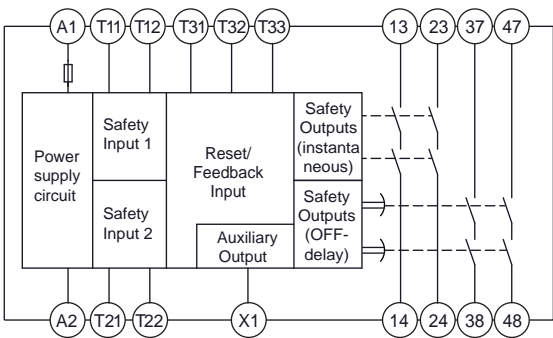 A1 T11 T12 T31 T32 T33 13 23 37 47
Power
supply
circuit
Safety
Input 1
Safety
Input 2
Reset/
Feedback
Input
Auxiliary
Output
Safety
Outputs
(instanta
neous)
Safety
Outputs
(OFF-
delay)
A2 T21 T22 X1 14 24 38 48